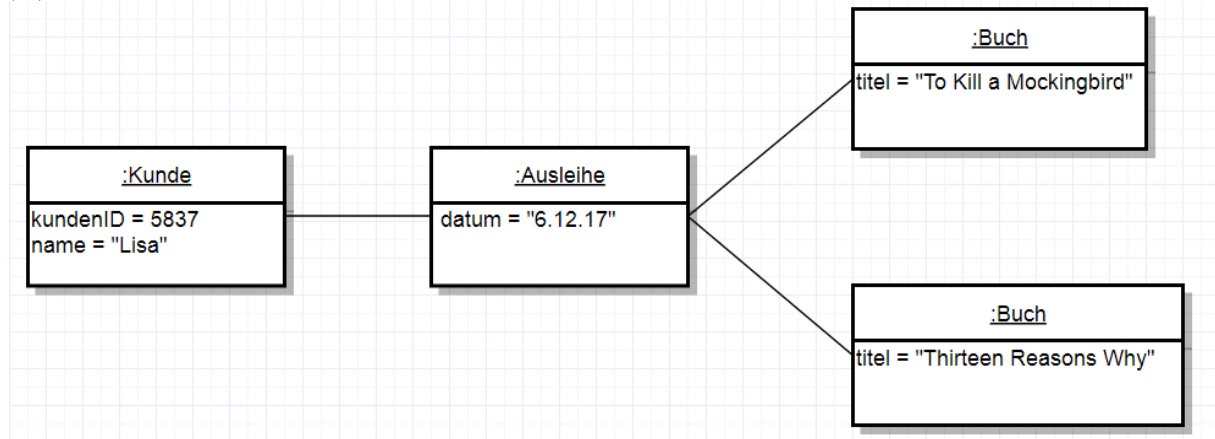 :Kunde
kundenID = 5837
name = "Lisa"
:Ausleihe
datum = "6.12.17"
:Buch
titel = "To Kill a Mockingbird"
:Buch
titel = "Thirteen Reasons Why"